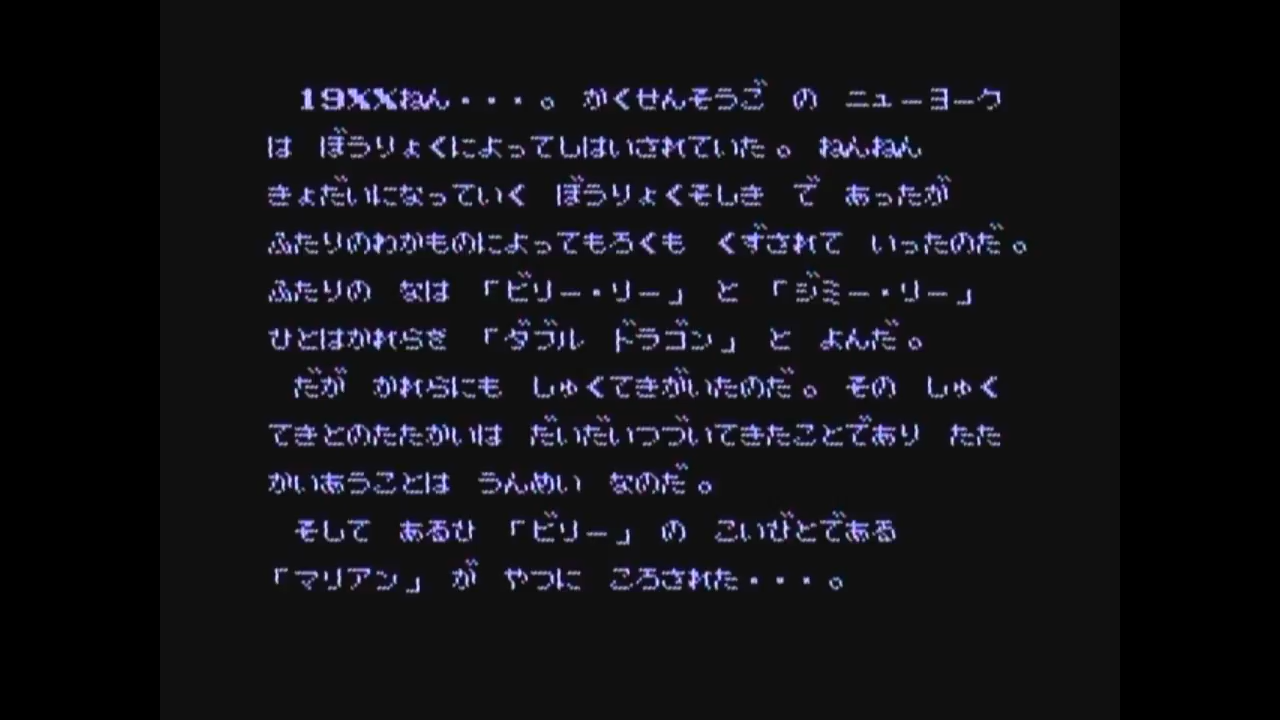 19XXねん・・・。 かくせんそうご の ニューヨーク
は ぼうりょくによってしはいされていた。 ねんねん
きょだいになっていく ぼうりょくそしき で あったが
ふたりのわかものによってもろくも くずされて いったのだ。
ふたりの なは 「ビリー・リー」 と 「ジミー・リー」
ひとはかれらを 「ダブル ドラゴン」 と よんだ。
だが かれらにも しゅくてきがいたのだ。 その しゅく
てきとのたたかいは だいだいつづいてきたことであり たた
かいあうことは うんめい なのだ。
そして あるひ 「ビリー」 の こいびとである
「マリアン」 が やつに ころされた・・・。